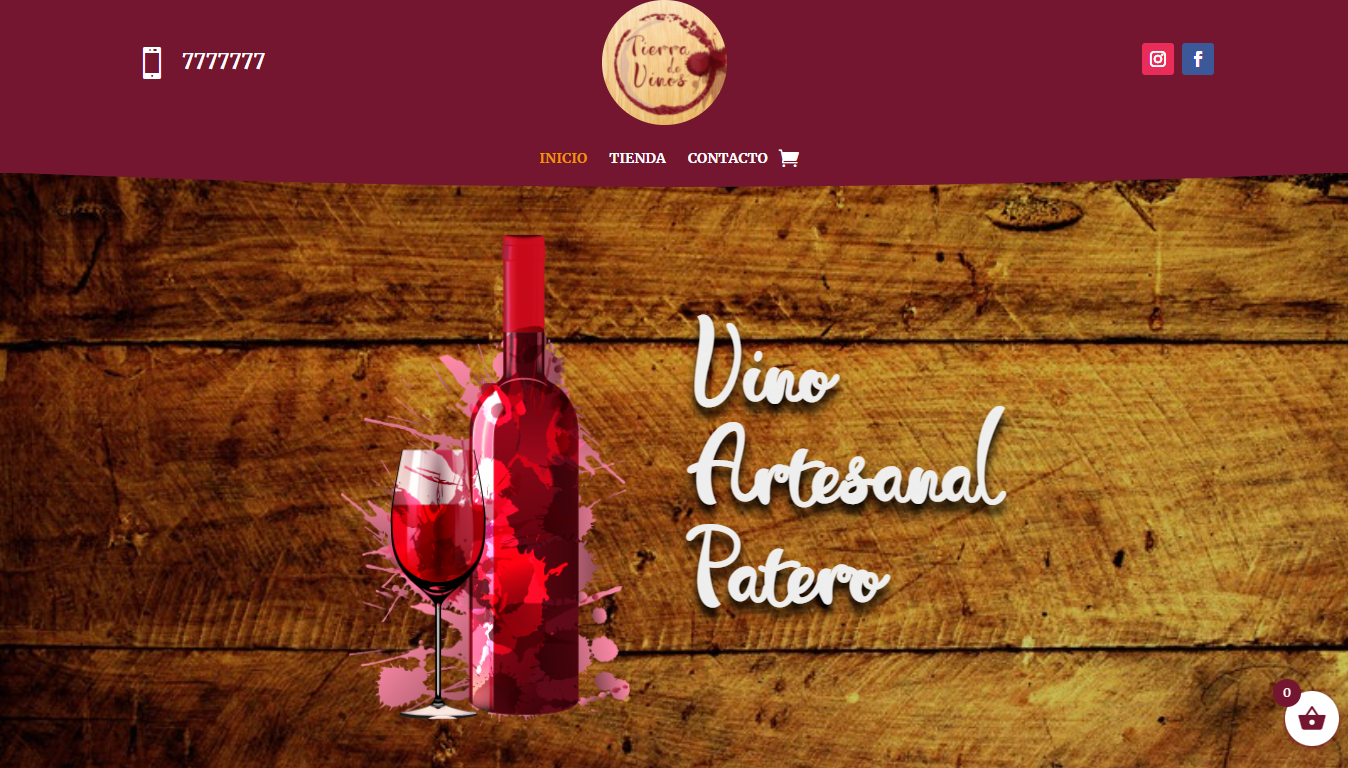 7777777
Tierra
de
Vinos
INICIO TIENDA CONTACTO
Vino
Artesanal
Patero
0